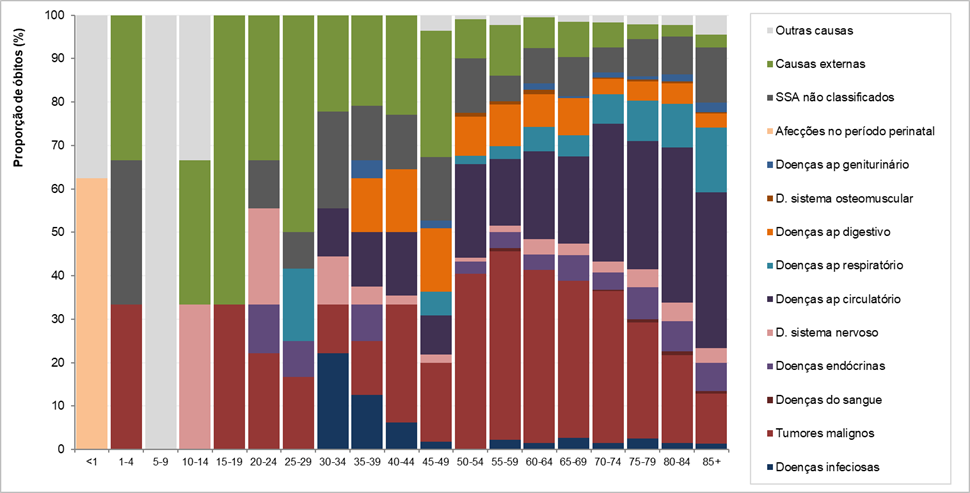 Proporção de óbitos (%)
100
90
80
70
60
50
40
30
20
10
0
<1 1-4 5-9 10-14 15-19 20-24 25-29 30-34 35-39 40-44 45-49 50-54 55-59 60-64 65-69 70-74 75-79 80-84 85+
Outras causas
Causas externas
SSA não classificados
Afecções no período perinatal
Doenças ap geniturinário
D. sistema osteomuscular
Doenças ap digestivo
Doenças ap respiratório
Doenças ap circulatório
D. sistema nervoso
Doenças endócrinas
Doenças do sangue
Tumores malignos
Doenças infeciosas